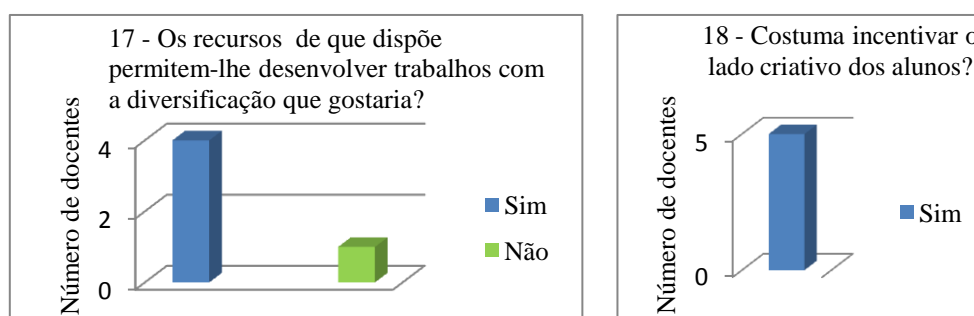 17 - Os recursos de que dispõe
permitem-lhe desenvolver trabalhos com
a diversificação que gostaria?
Número de docentes
4
2
0
Sim
Não
18 - Costuma incentivar o
lado criativo dos alunos?
Número de docentes
5
0
Sim